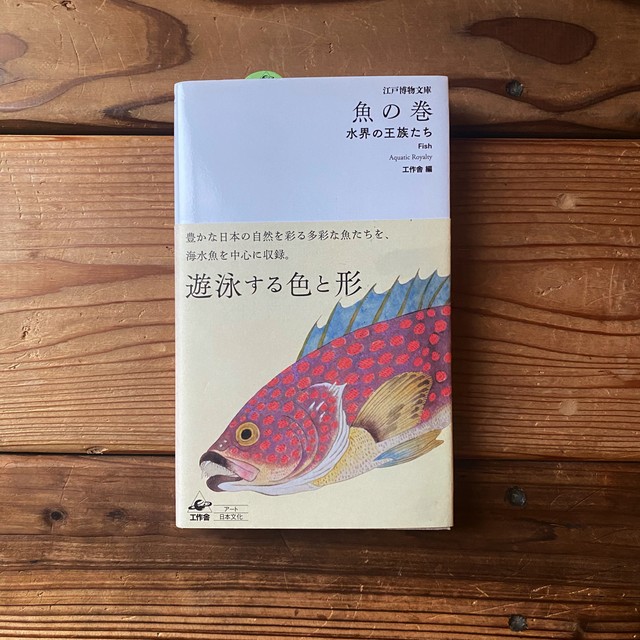 江戸博物文庫
魚の巻
水界の王族たち
Fish
Aquatic Royalty
工作舎 編
豊かな日本の自然を彩る多彩な魚たちを、
海水魚を中心に収録。
遊泳する色と形
工作舎
アート
日本文化